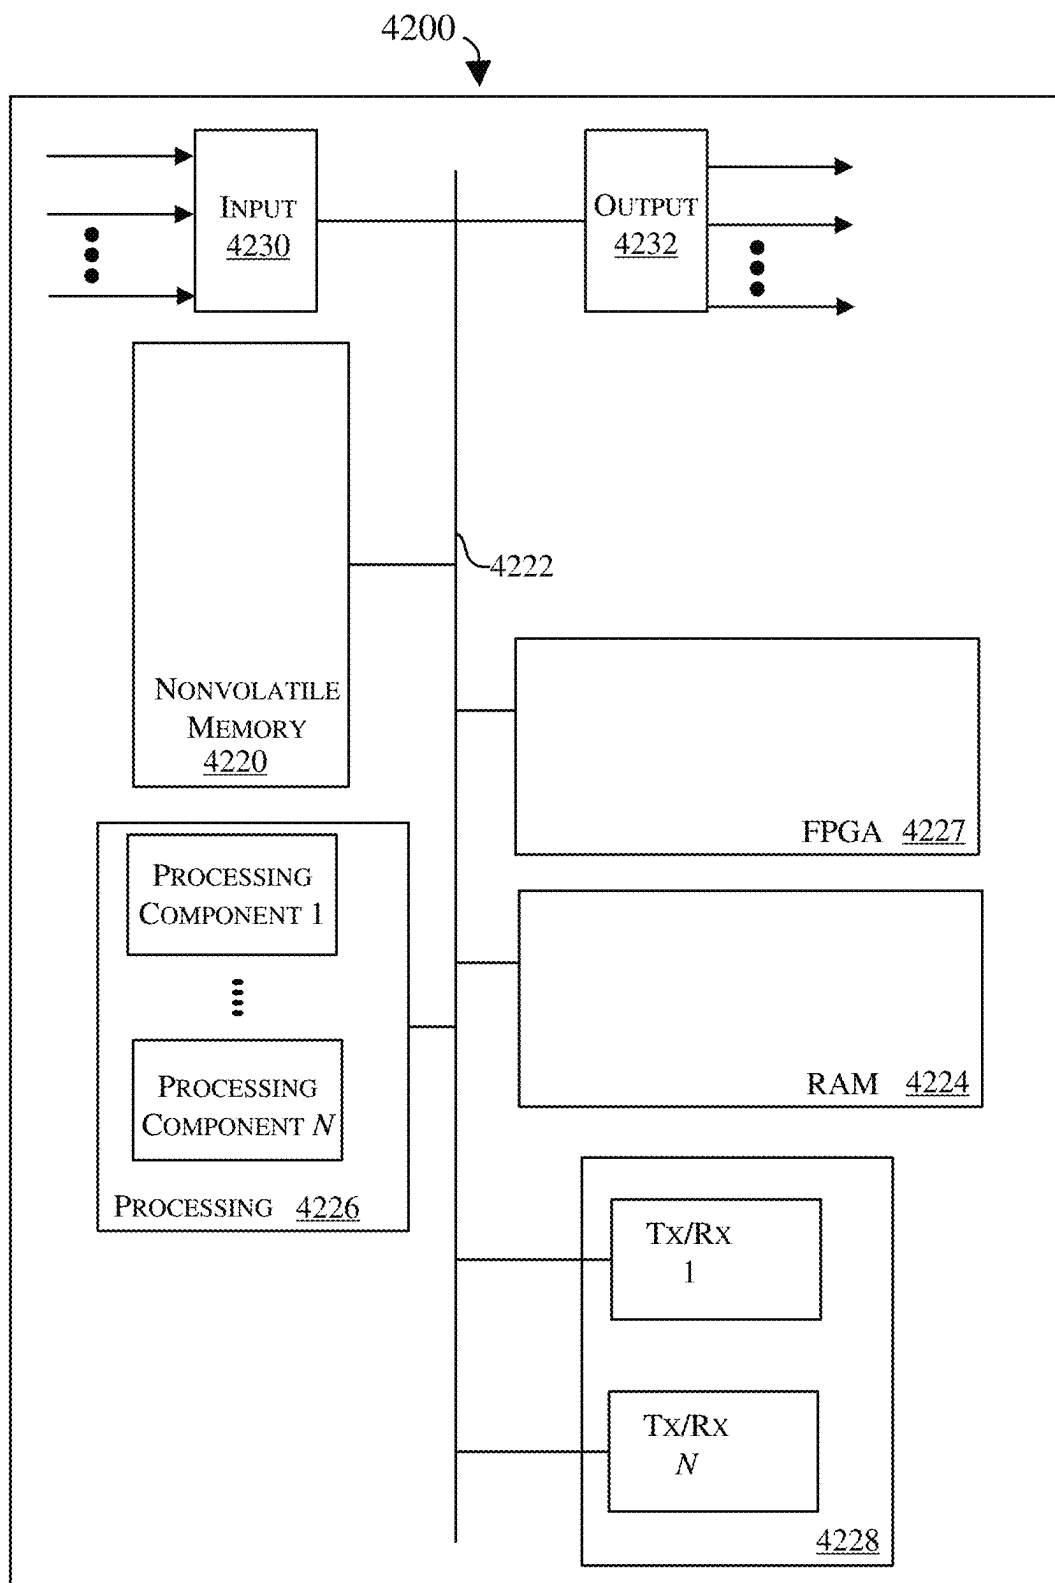 4200
INPUT
4230
OUTPUT
4232
4222
NONVOLATILE
MEMORY
4220
FPGA 4227
PROCESSING
COMPONENT 1
RAM 4224
PROCESSING
COMPONENT N
PROCESSING 4226
TX/RX
1
TX/RX
N
4228